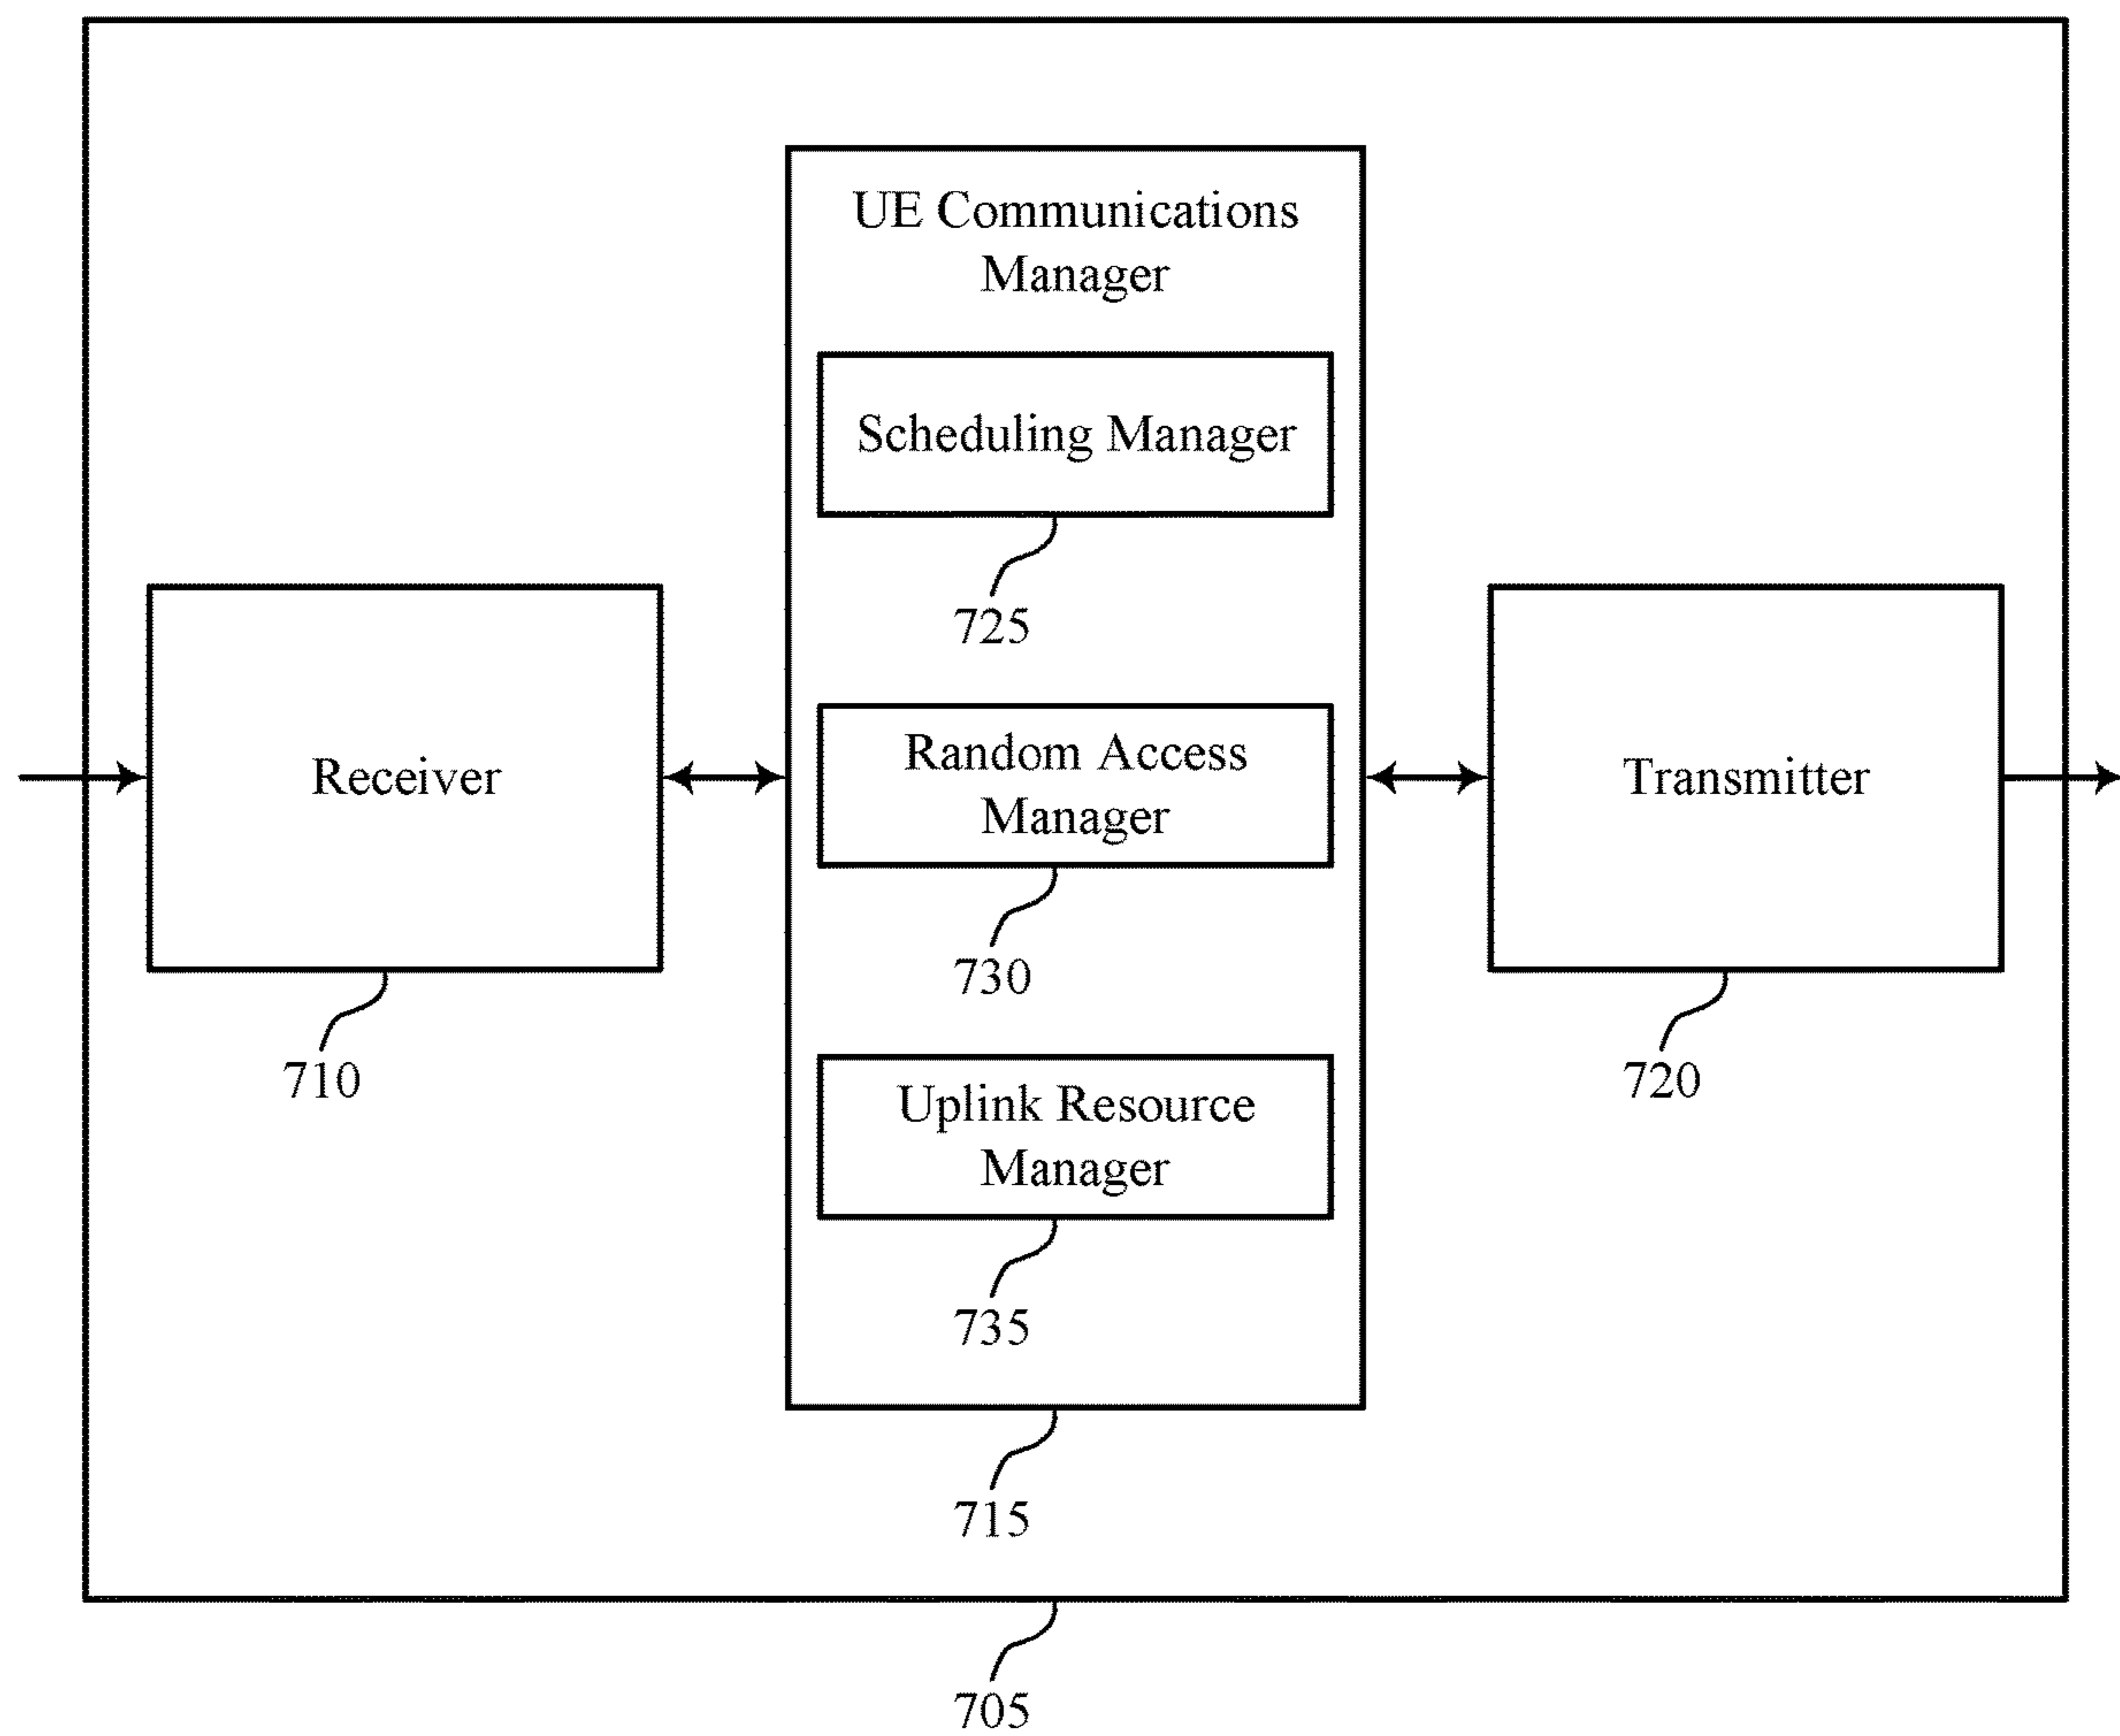 UE Communications
Manager
Scheduling Manager
725
Receiver
710
Random Access
Manager
730
Transmitter
720
Uplink Resource
Manager
735
715
705